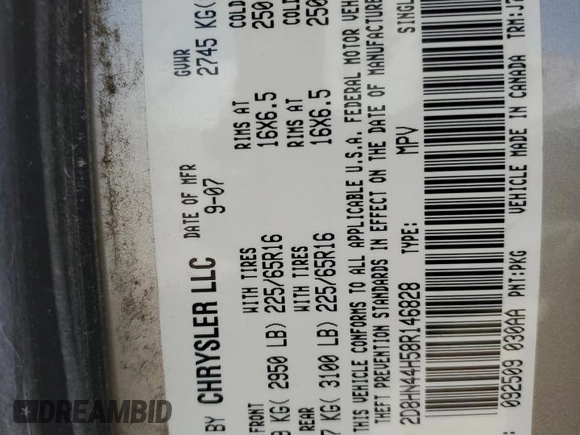 GVWR
2745 KG(
BY CHRYSLER LLC DATE OF MFR
9-07
FRONT WITH TIRES RIMS AT COLD
KG( 2950 LB) 225/65R16 16X6.5 250
REAR WITH TIRES RIMS AT COLD
KG( 3100 LB) 225/65R16 16X6.5 250
THIS VEHICLE CONFORMS TO ALL APPLICABLE U.S.A. FEDERAL MOTOR VEHI
THEFT PREVENTION STANDARDS IN EFFECT ON THE DATE OF MANUFACTURE
2D8HN44H58R146828 TYPE: MPV SINGL
092509 0306A PNT:PKG VEHICLE MADE IN CANADA TRM:
DREAMBID